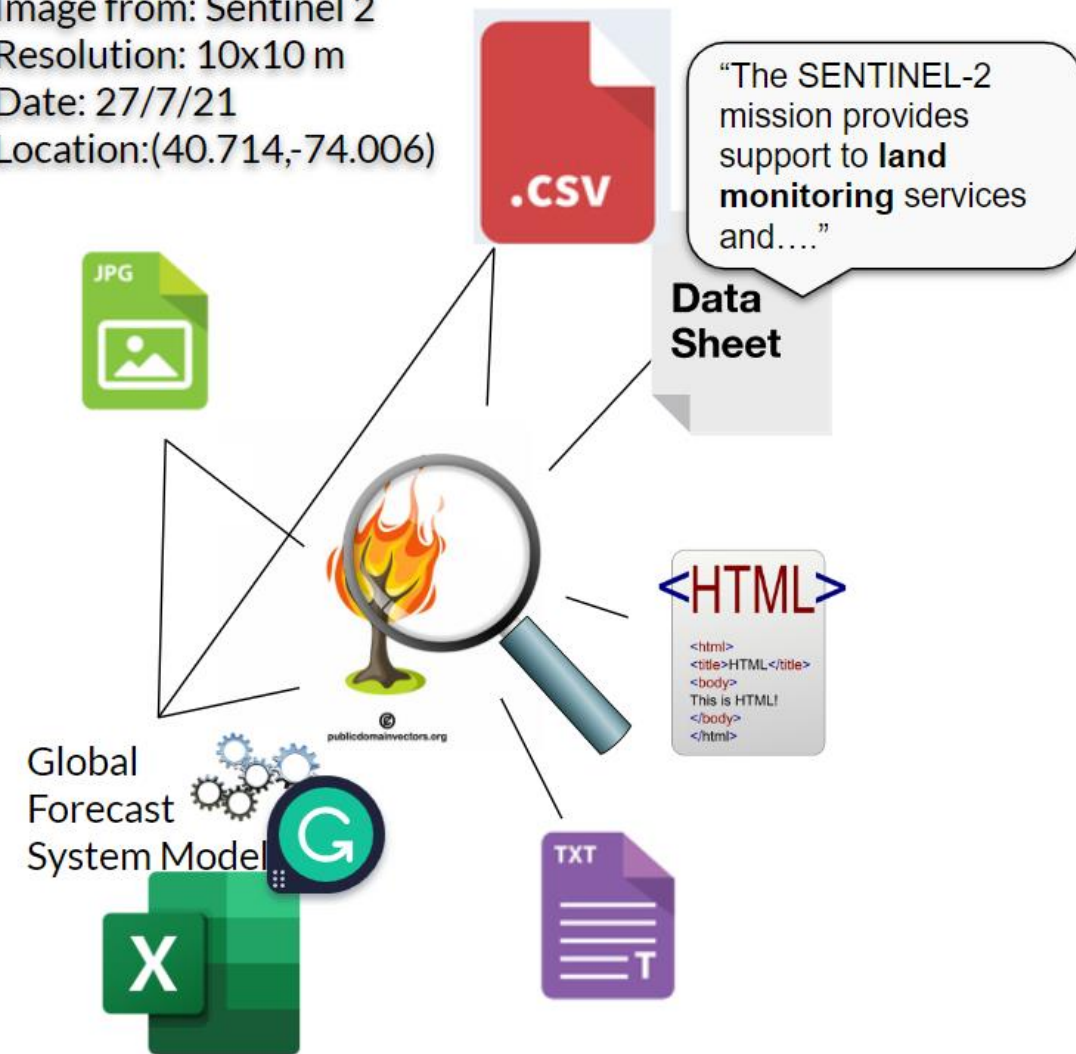 Image from: Sentinel 2
Resolution: 10x10 m
Date: 27/7/21
Location:(40.714,-74.006)
.csv
“The SENTINEL-2
mission provides
support to land
monitoring services
and....”
Data
Sheet
JPG
<HTML>
<html>
<title>HTML</title>
<body>
This is HTML!
</body>
</html>
©
publicdomainvectors.org
Global
Forecast
System Model
G
X
TXT
T